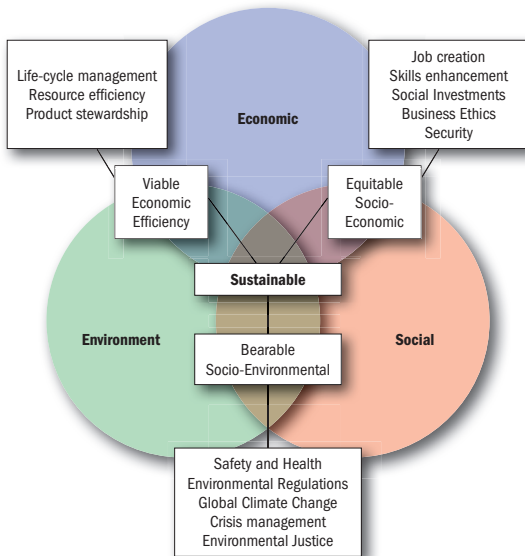 Life-cycle management
Resource efficiency
Product stewardship
Economic
Job creation
Skills enhancement
Social Investments
Business Ethics
Security
Viable
Economic
Efficiency
Equitable
Socio-
Economic
Sustainable
Environment
Social
Bearable
Socio-Environmental
Safety and Health
Environmental Regulations
Global Climate Change
Crisis management
Environmental Justice